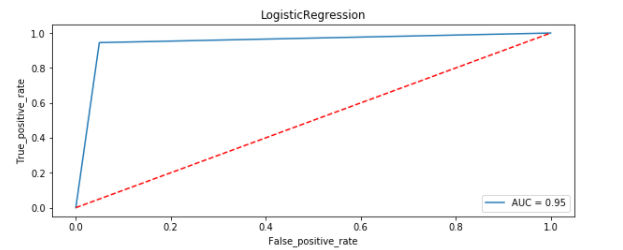 LogisticRegression
1.0
0.8
0.6
0.4
0.2
0.0
True_positive_rate
0.0 0.2 0.4 0.6 0.8 1.0
False_positive_rate
AUC = 0.95